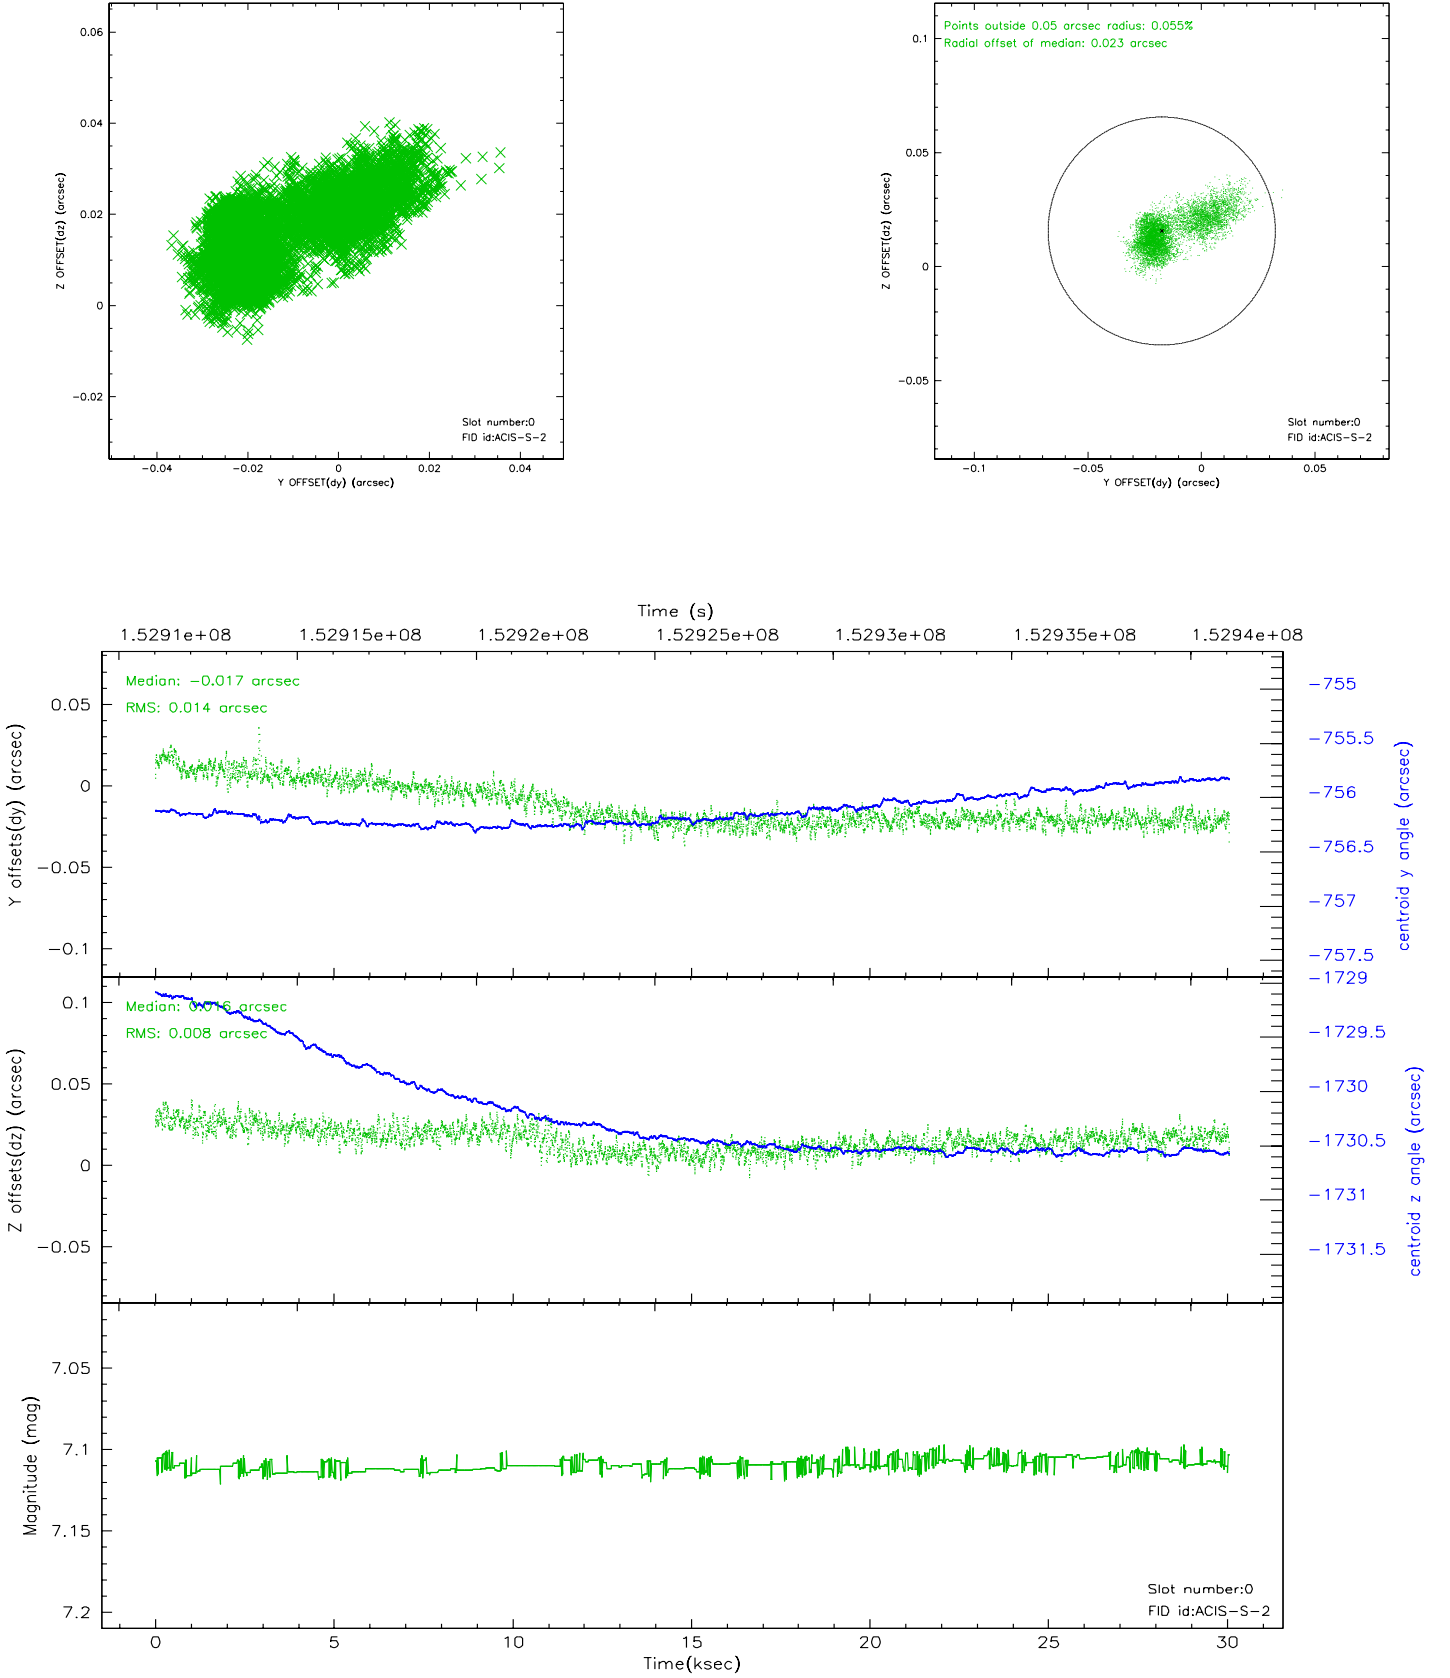 0.06
0.04
0.02
0
−0.02
Z OFFSET(dz) (arcsec)
−0.04
−0.02
0
0.02
0.04
Y OFFSET(dy) (arcsec)
Slot number:0
FID id:ACIS−S−2
Points outside 0.05 arcsec radius: 0.055%
Radial offset of median: 0.023 arcsec
0.1
0.05
0
−0.05
Z OFFSET(dz) (arcsec)
−0.1
−0.05
0
0.05
Y OFFSET(dy) (arcsec)
Slot number:0
FID id:ACIS−S−2
Time (s)
1.5291e+08
1.52915e+08
1.5292e+08
1.52925e+08
1.5293e+08
1.52935e+08
1.5294e+08
Median: −0.017 arcsec
RMS: 0.014 arcsec
0.05
0
−0.05
−0.1
Y offsets(dy) (arcsec)
−755
−755.5
−756
−756.5
−757
−757.5
centroid y angle (arcsec)
Median: 0.016 arcsec
RMS: 0.008 arcsec
0.1
0.05
0
−0.05
Z offsets(dz) (arcsec)
−1729
−1729.5
−1730
−1730.5
−1731
−1731.5
centroid z angle (arcsec)
7.05
7.1
7.15
7.2
Magnitude (mag)
Slot number:0
FID id:ACIS−S−2
0
5
10
15
20
25
30
Time(ksec)